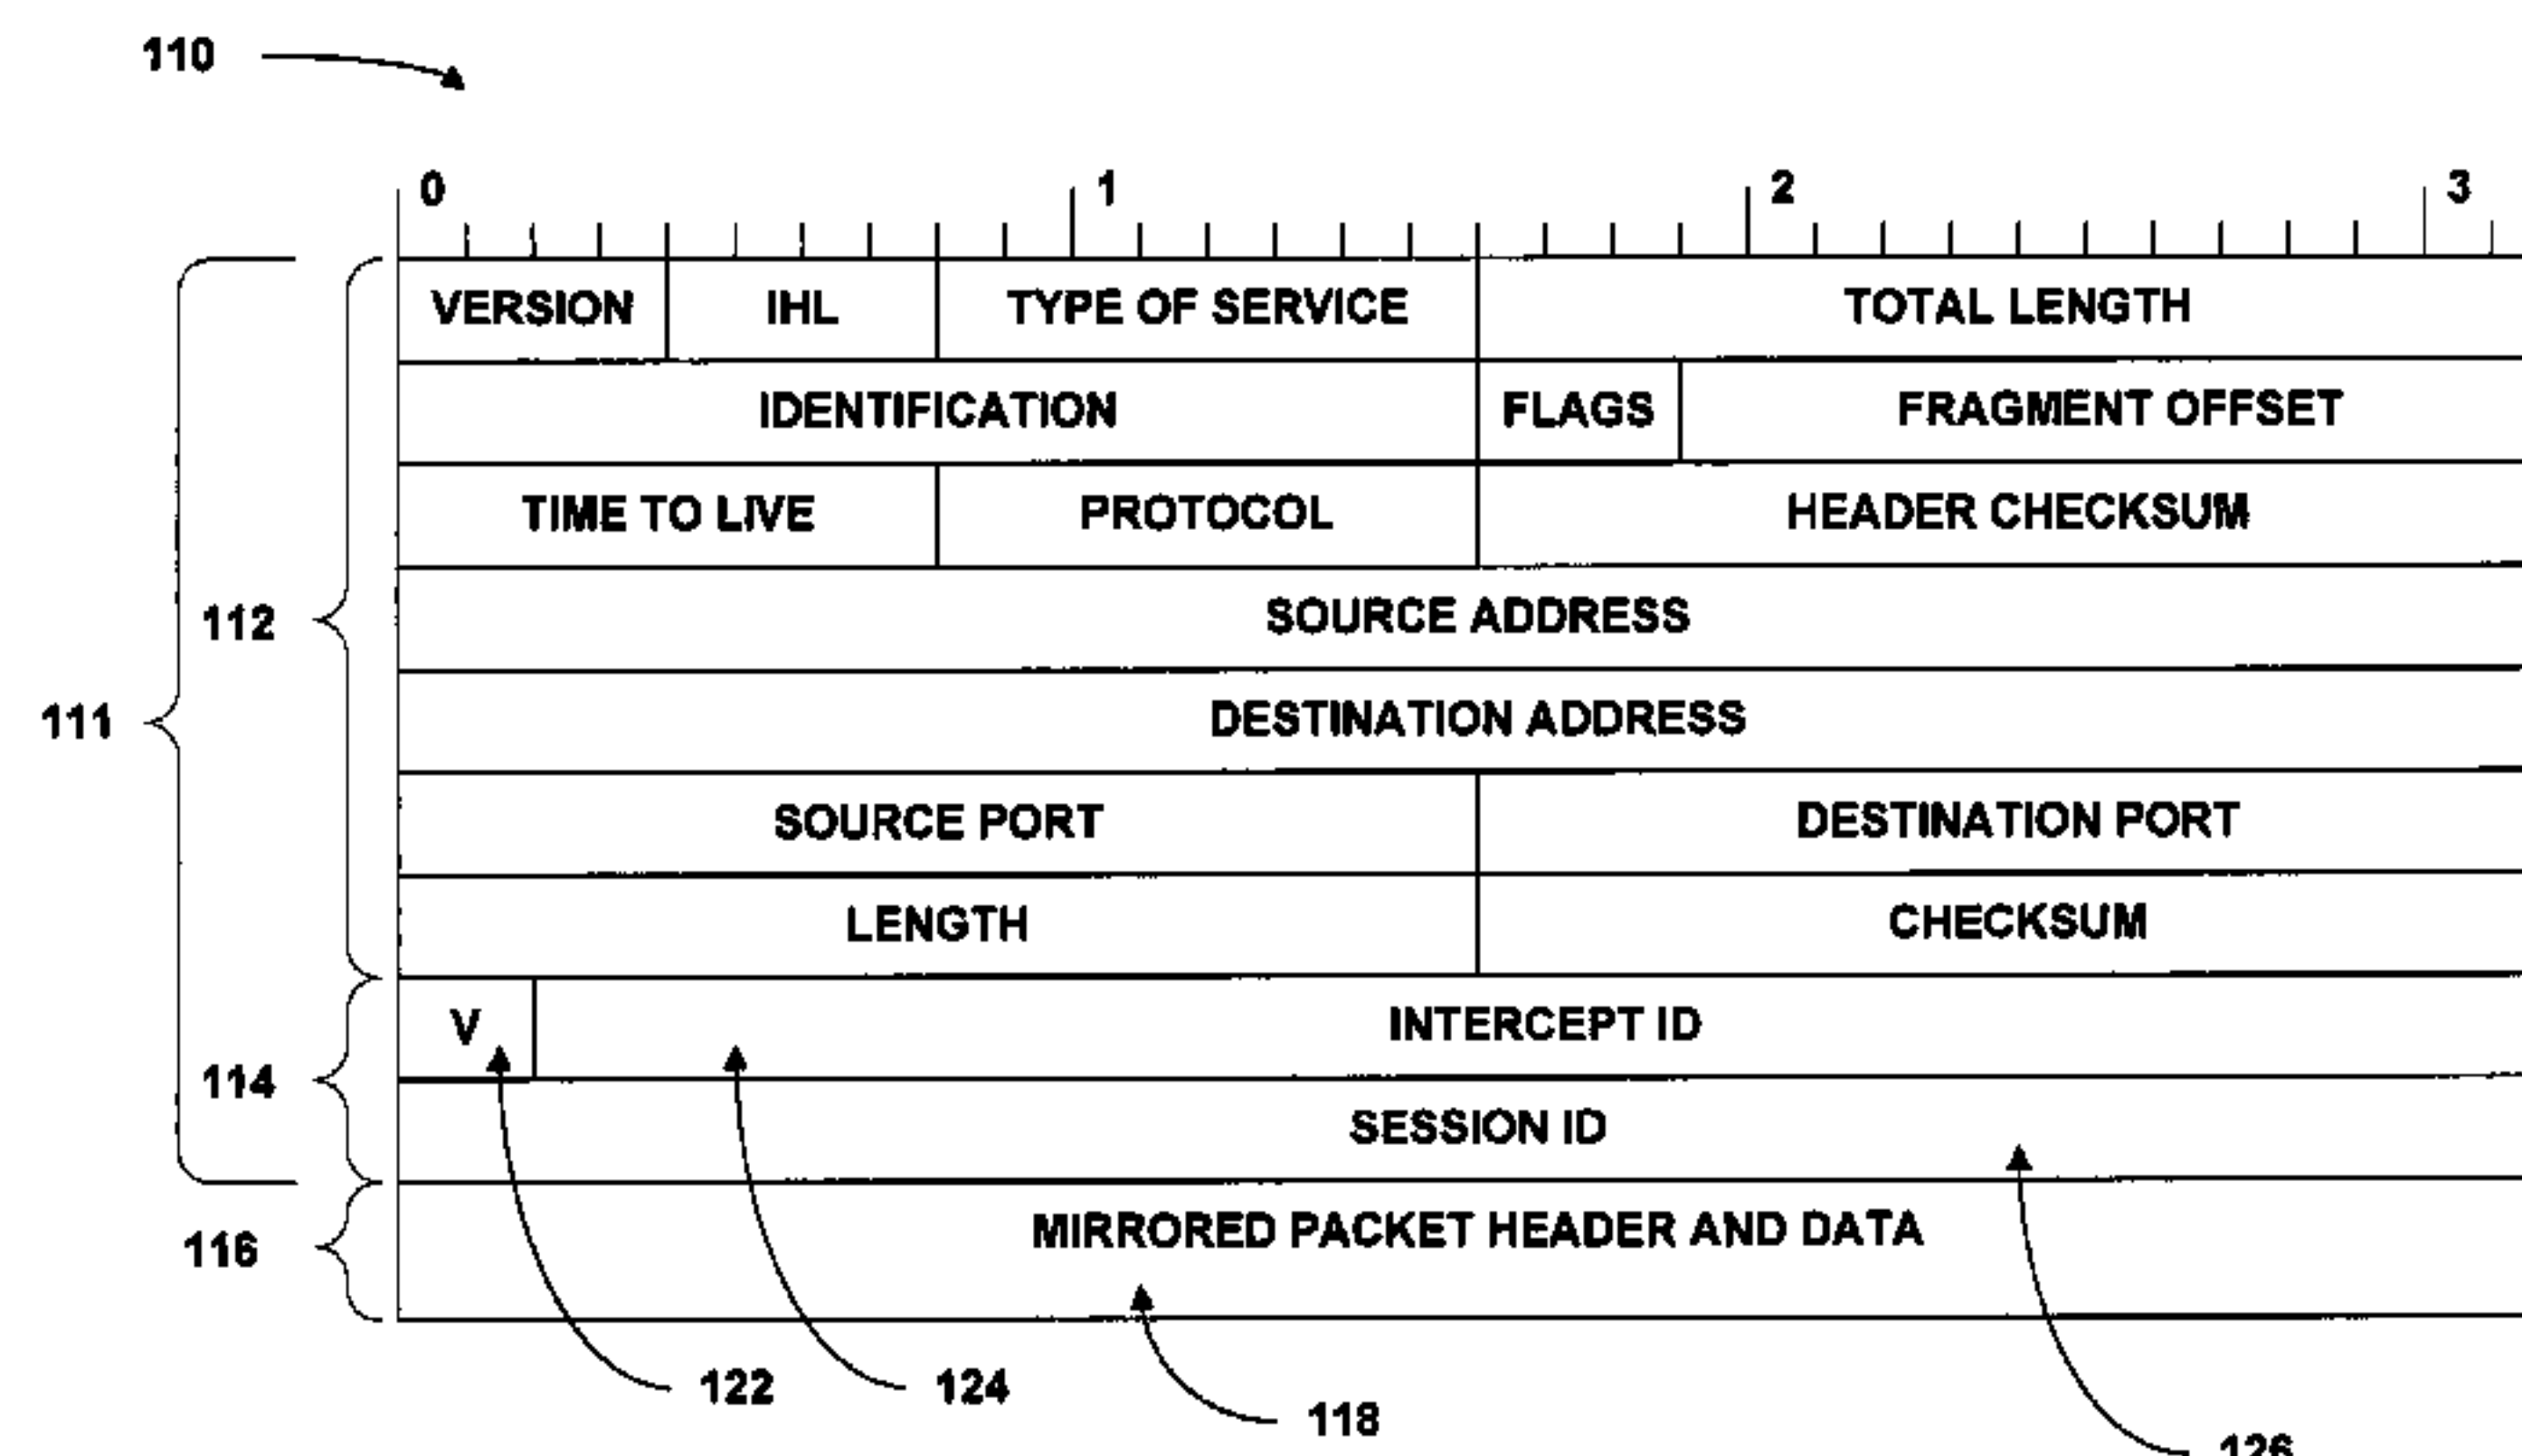 110
0 1 2 3
VERSION IHL TYPE OF SERVICE TOTAL LENGTH
IDENTIFICATION FLAGS FRAGMENT OFFSET
TIME TO LIVE PROTOCOL HEADER CHECKSUM
112 SOURCE ADDRESS
111 DESTINATION ADDRESS
SOURCE PORT DESTINATION PORT
LENGTH CHECKSUM
V INTERCEPT ID
114
SESSION ID
116 MIRRORED PACKET HEADER AND DATA
122 124 118 126